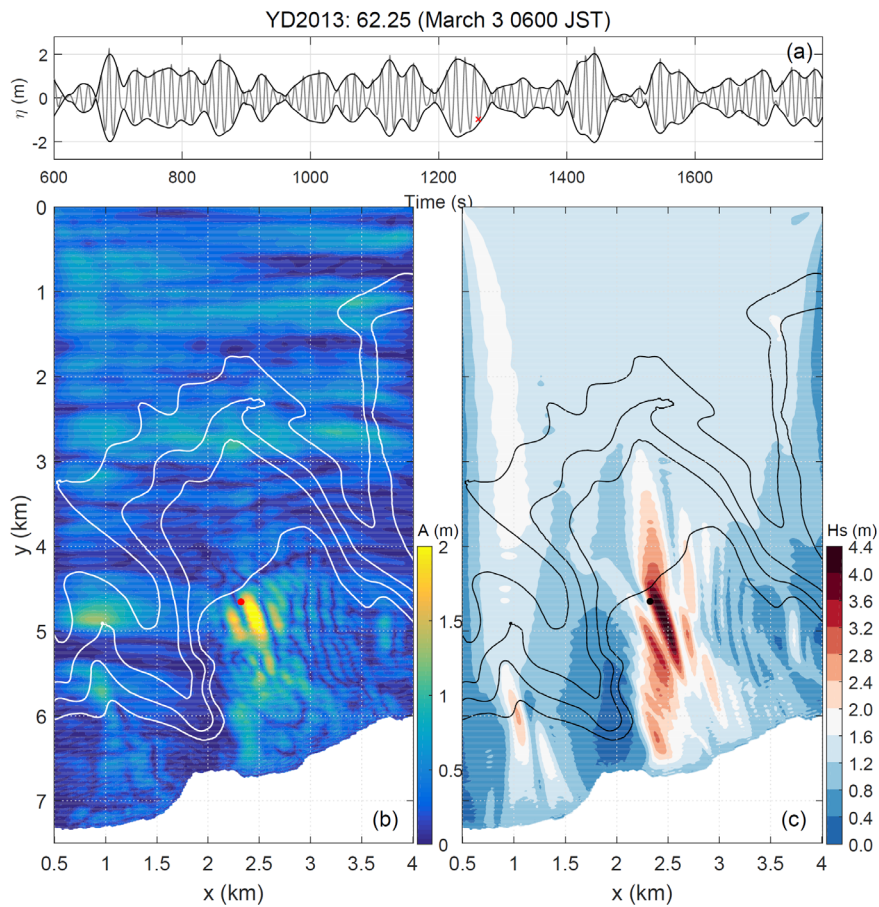 YD2013: 62.25 (March 3 0600 JST)
(a)
η (m)
2
0
-2
600 800 1000 1200 1400 1600
Time (s)
y (km)
0
1
2
3
4
5
6
7
A (m)
2
1.5
1
0.5
0
(b)
0.5 1 1.5 2 2.5 3 3.5 4
x (km)
Hs (m)
4.4
4.0
3.6
3.2
2.8
2.4
2.0
1.6
1.2
0.8
0.4
0.0
(c)
0.5 1 1.5 2 2.5 3 3.5 4
x (km)